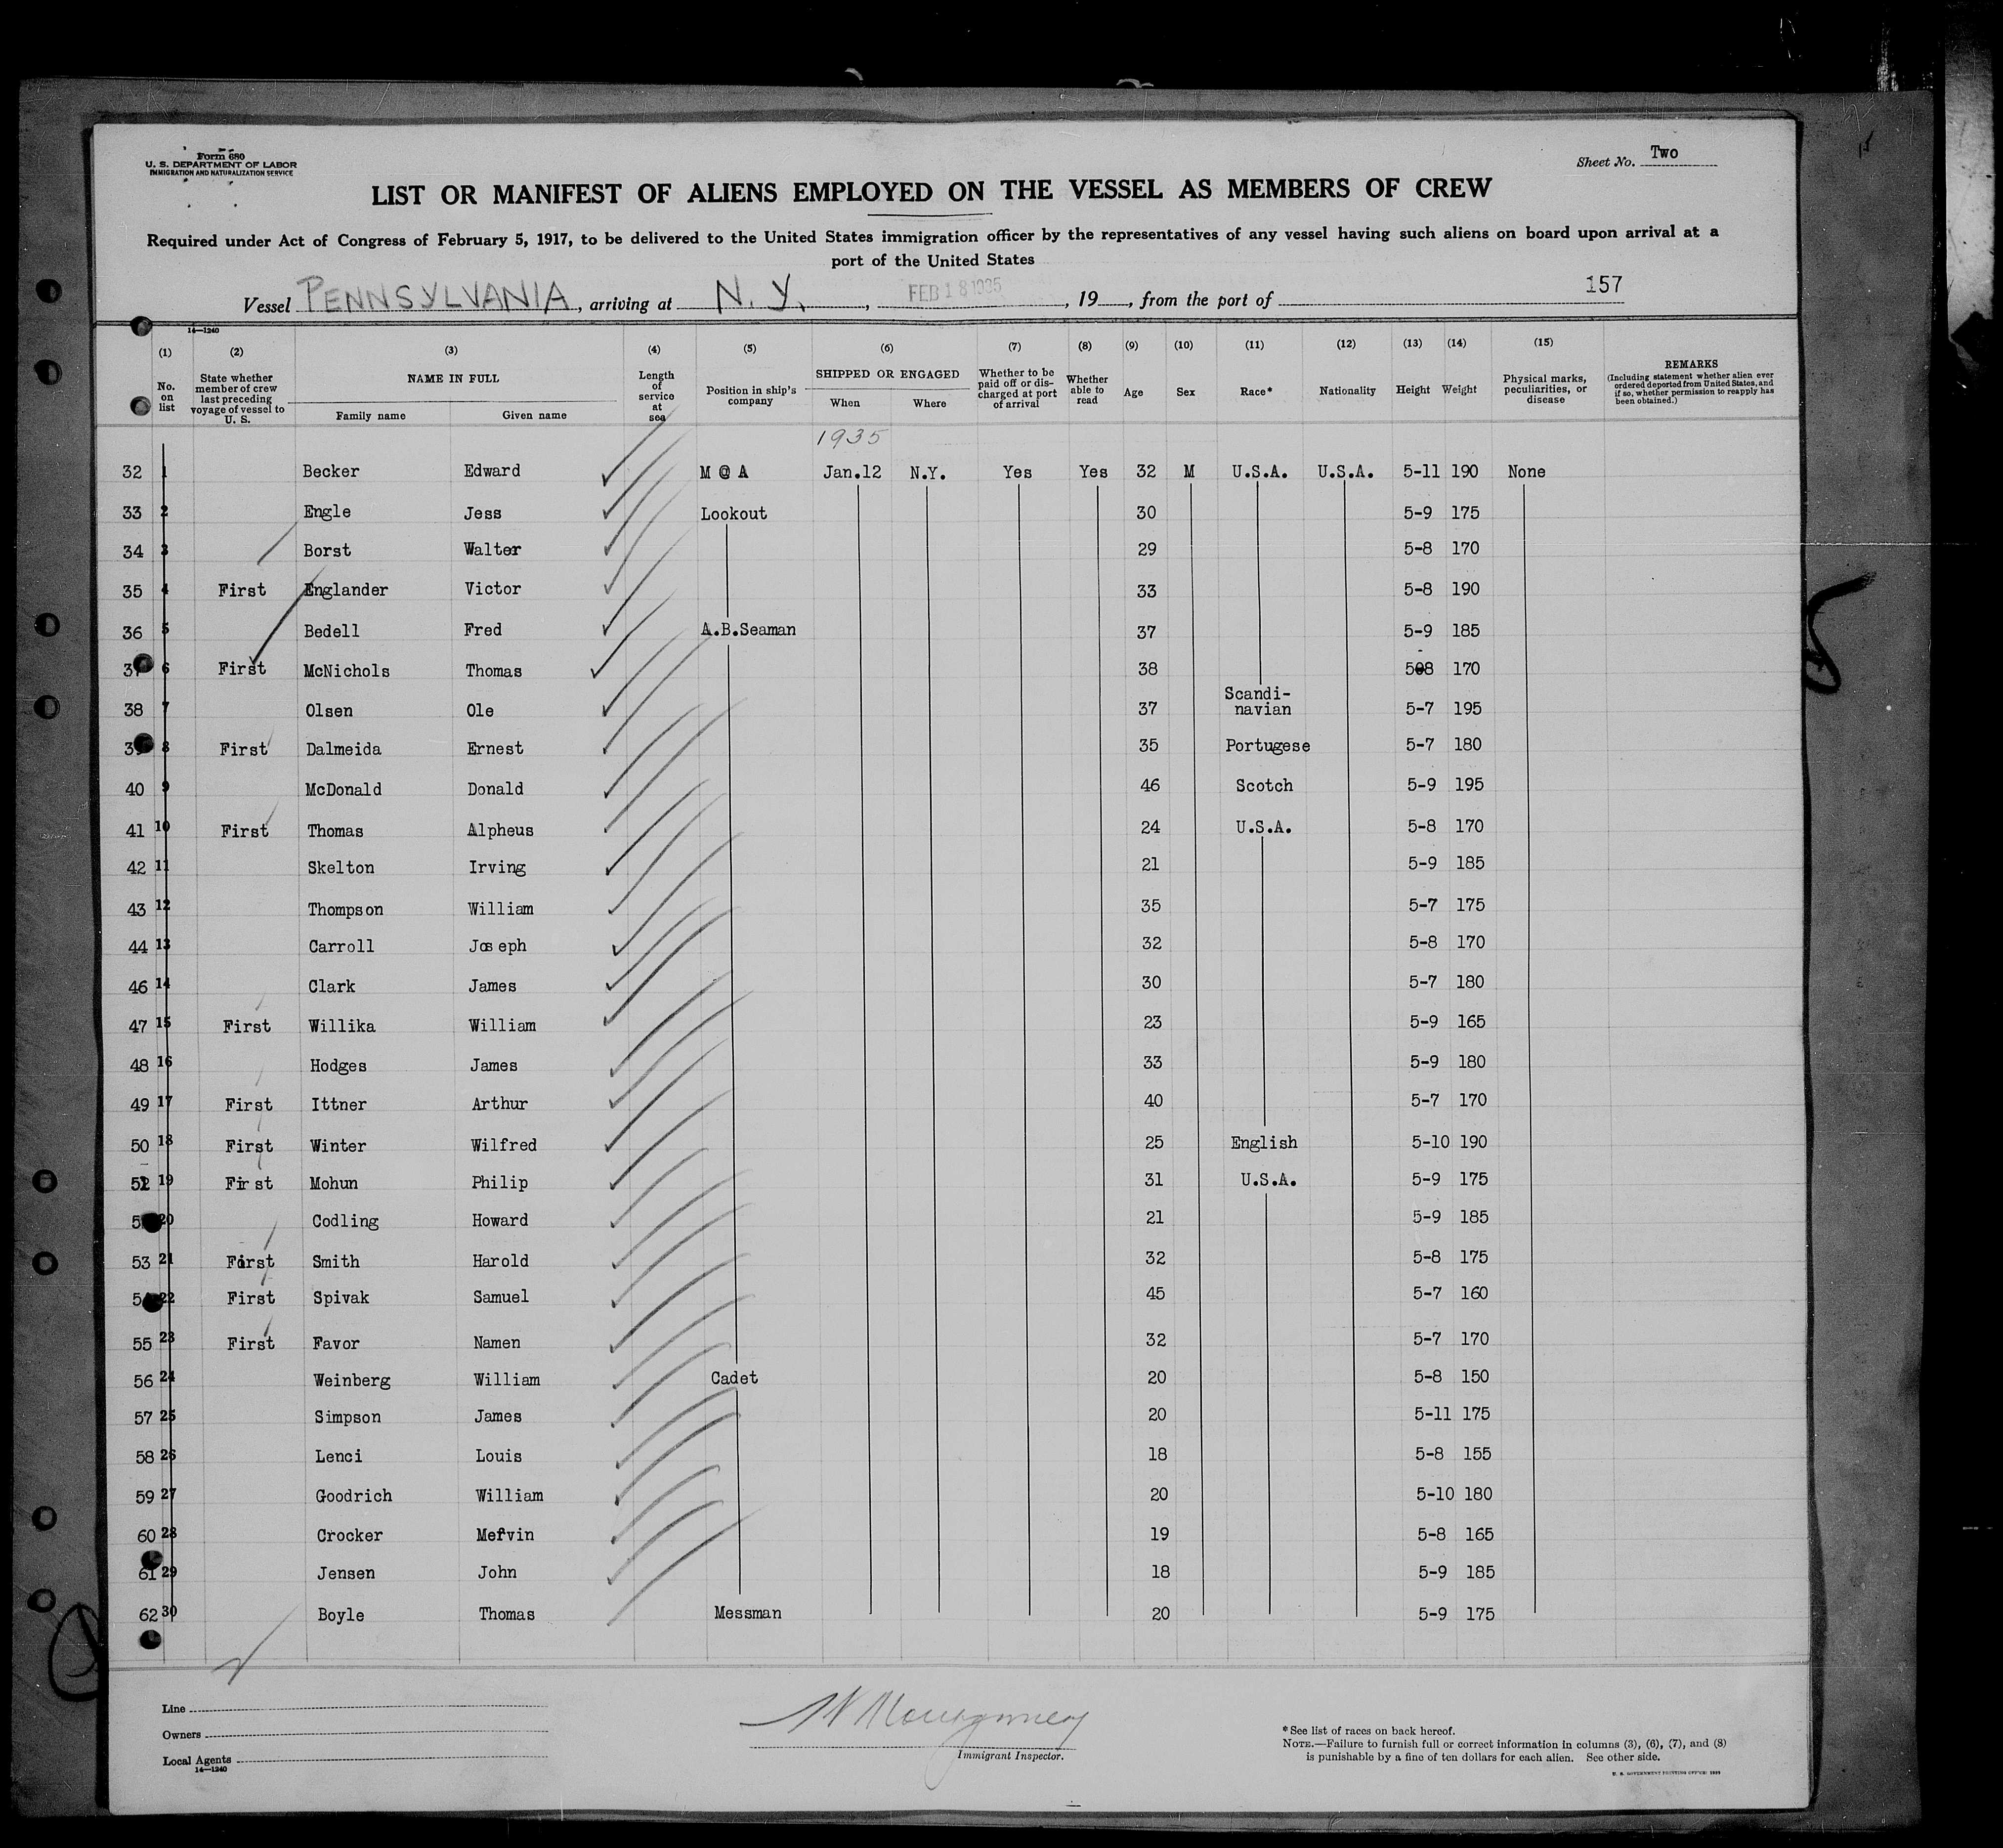 Form 680
U. S. DEPARTMENT OF LABOR
IMMIGRATION AND NATURALIZATION SERVICE
Sheet No. Two
LIST OR MANIFEST OF ALIENS EMPLOYED ON THE VESSEL AS MEMBERS OF CREW
Required under Act of Congress of February 5, 1917, to be delivered to the United States immigration officer by the representatives of any vessel having such aliens on board upon arrival at a
port of the United States
157
Vessel PENNSYLVANIA, arriving at N. Y., FEB 18 1935, 19, from the port of
14—1240
(1) (2) (3) (4) (5) (6) (7) (8) (9) (10) (11) (12) (13) (14) (15)
No. on list
State whether member of crew last preceding voyage of vessel to U. S.
NAME IN FULL
Family name Given name
Length of service at sea
Position in ship's company
SHIPPED OR ENGAGED
When Where
Whether to be paid off or discharged at port of arrival
Whether able to read
Age
Sex
Race*
Nationality
Height
Weight
Physical marks, peculiarities, or disease
REMARKS
(Including statement whether alien ever ordered deported from United States, and if so, whether permission to reapply has been obtained.)
1935
32 1 Becker Edward M @ A Jan.12 N.Y. Yes Yes 32 M U.S.A. U.S.A. 5-11 190 None
33 2 Engle Jess Lookout 30 5-9 175
34 3 Borst Walter 29 5-8 170
35 4 First Englander Victor 33 5-8 190
36 5 Bedell Fred A.B.Seaman 37 5-9 185
37 6 First McNichols Thomas 38 5-8 170
38 7 Olsen Ole 37 Scandi-navian 5-7 195
39 8 First Dalmeida Ernest 35 Portugese 5-7 180
40 9 McDonald Donald 46 Scotch 5-9 195
41 10 First Thomas Alpheus 24 U.S.A. 5-8 170
42 11 Skelton Irving 21 5-9 185
43 12 Thompson William 35 5-7 175
44 13 Carroll Joseph 32 5-8 170
46 14 Clark James 30 5-7 180
47 15 First Willika William 23 5-9 165
48 16 Hodges James 33 5-9 180
49 17 First Ittner Arthur 40 5-7 170
50 18 First Winter Wilfred 25 English 5-10 190
19 First Mohun Philip 31 U.S.A. 5-9 175
20 Codling Howard 21 5-9 185
53 21 First Smith Harold 32 5-8 175
54 22 First Spivak Samuel 45 5-7 160
55 23 First Favor Namen 32 5-7 170
56 24 Weinberg William Cadet 20 5-8 150
57 25 Simpson James 20 5-11 175
58 26 Lenci Louis 18 5-8 155
59 27 Goodrich William 20 5-10 180
60 28 Crocker 19 5-8 165
61 29 Jensen John 18 5-9 185
62 30 Boyle Thomas Messman 20 5-9 175
Line
Owners
Local Agents
14—1240
Montgomery
Immigrant Inspector.
*See list of races on back hereof.
NOTE.—Failure to furnish full or correct information in columns (3), (6), (7), and (8)
is punishable by a fine of ten dollars for each alien. See other side.